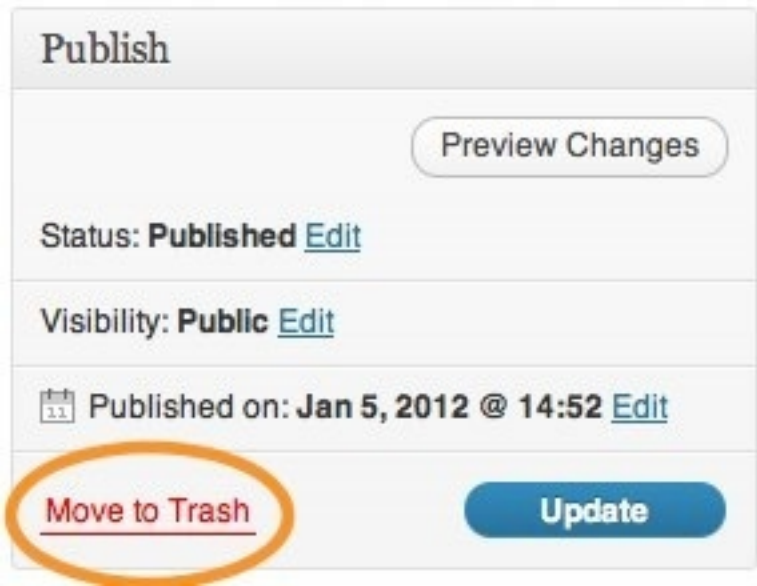 Publish
Preview Changes
Status: Published Edit
Visibility: Public Edit
11 Published on: Jan 5, 2012 @ 14:52 Edit
Move to Trash Update